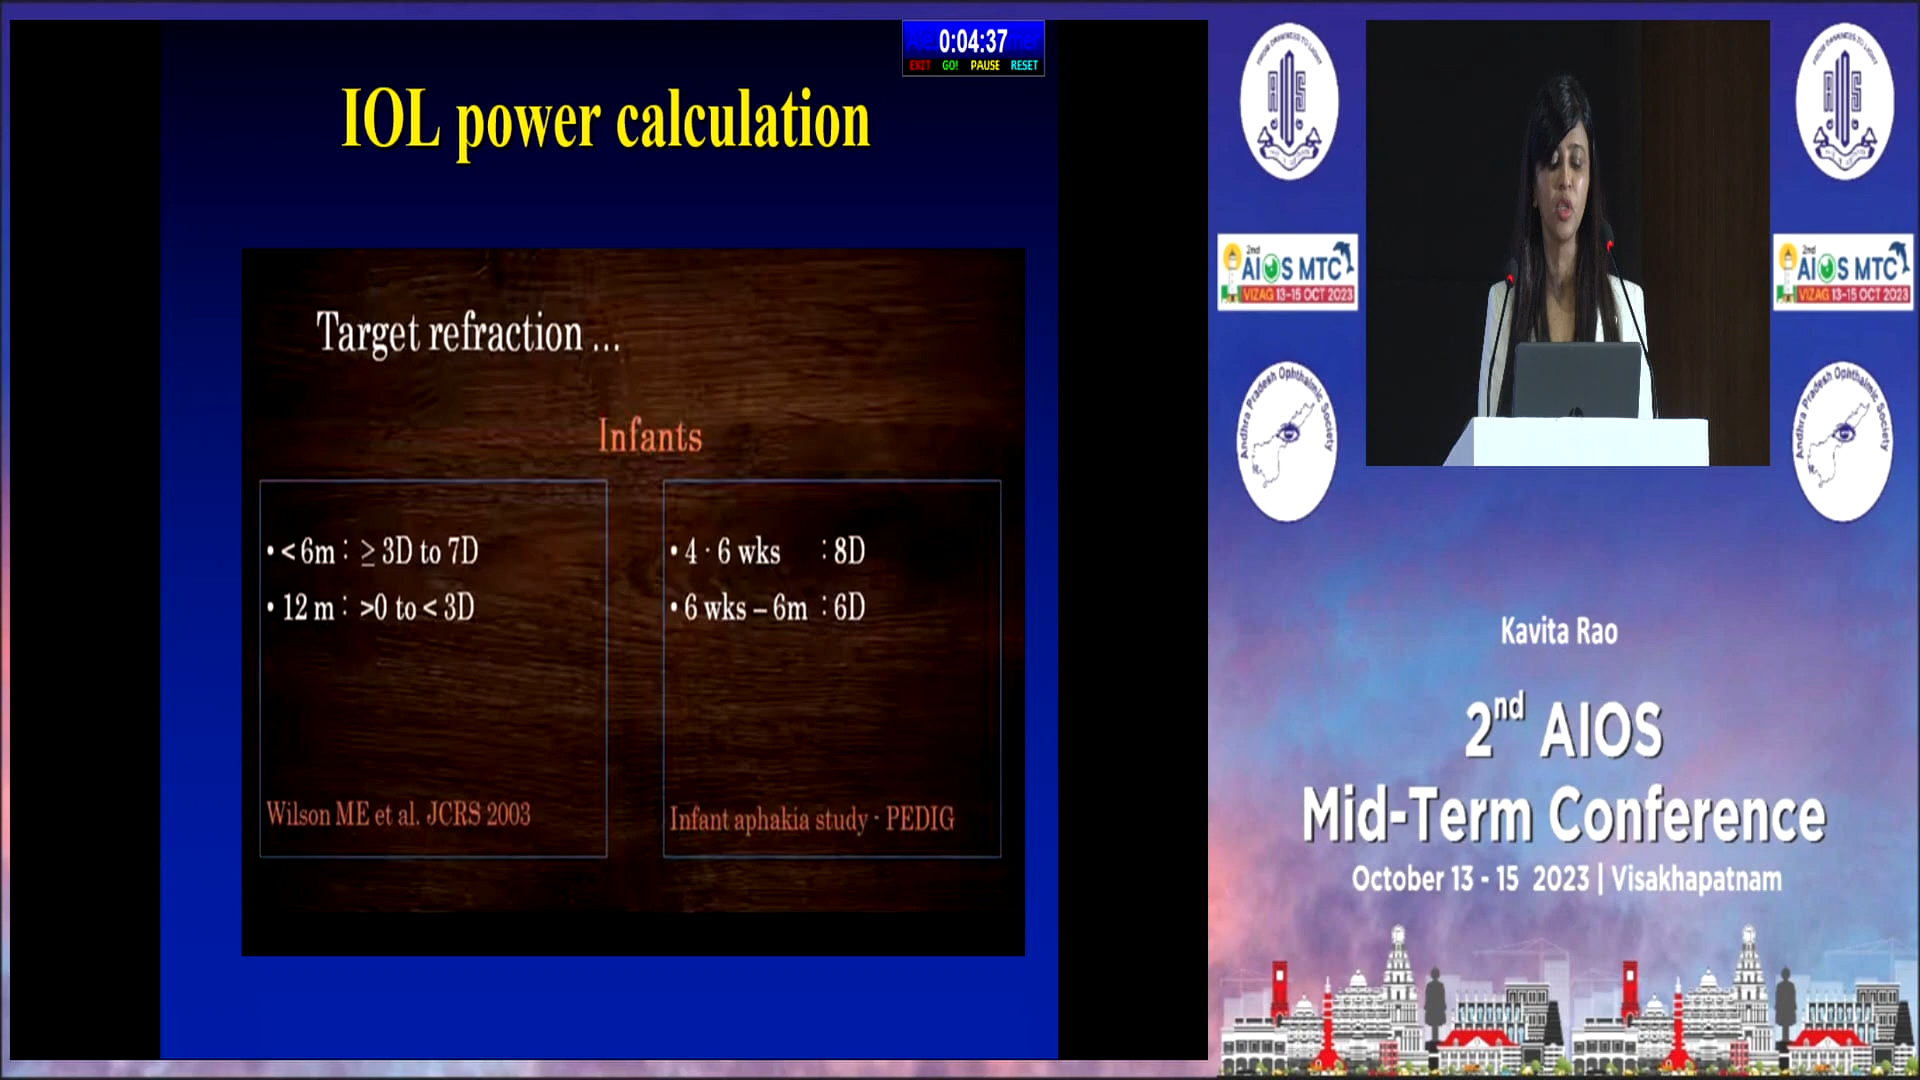 0:04:37
EXIT GO! PAUSE RESET
IOL power calculation
Target refraction ...
Infants
• < 6m : ≥ 3D to 7D
• 12 m : >0 to < 3D
Wilson ME et al. JCRS 2003
• 4 - 6 wks : 8D
• 6 wks – 6m : 6D
Infant aphakia study - PEDIG
2nd
AIOS MTC
VIZAG 13-15 OCT 2023
Andhra Pradesh Ophthalmic Society
2nd
AIOS MTC
VIZAG 13-15 OCT 2023
Andhra Pradesh Ophthalmic Society
Kavita Rao
2nd AIOS
Mid-Term Conference
October 13 - 15 2023 | Visakhapatnam